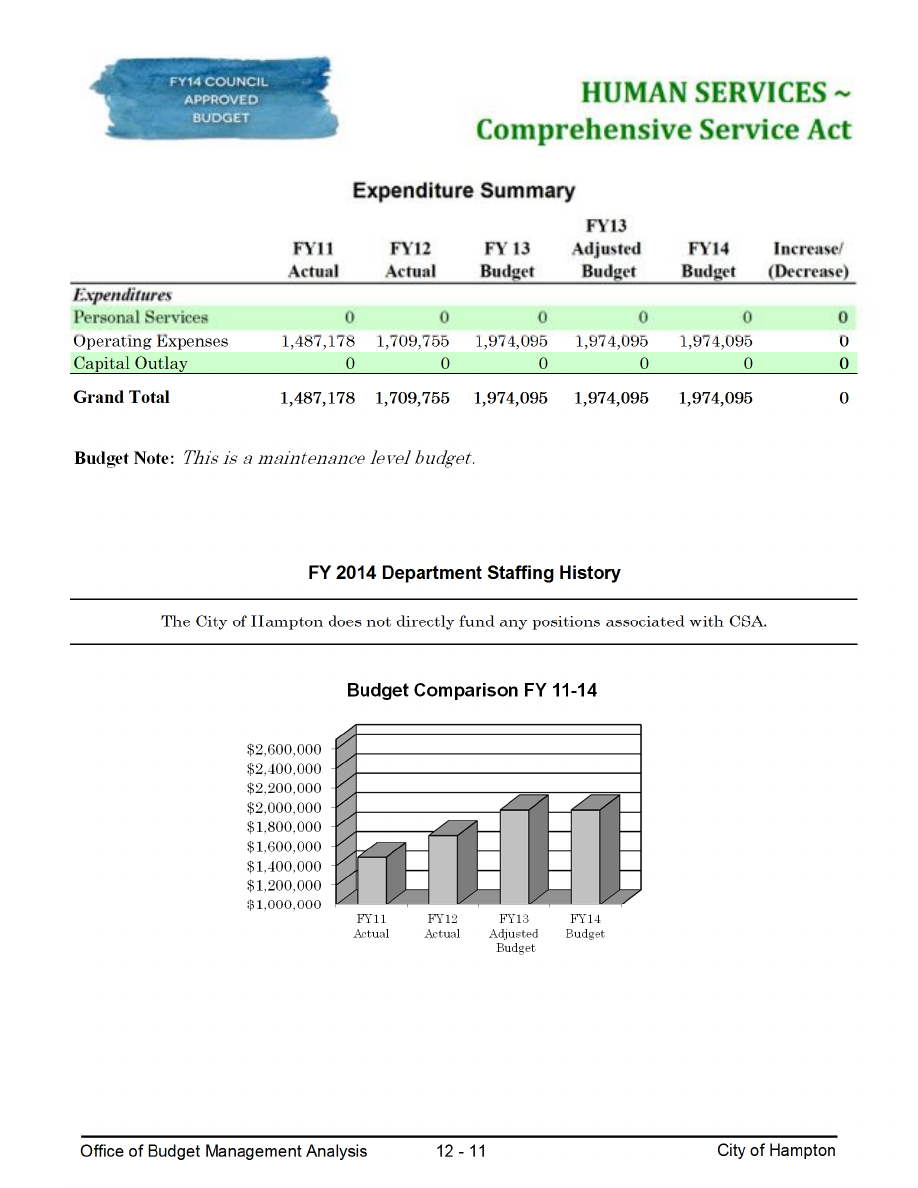 FY14 COUNCIL
APPROVED
BUDGET
HUMAN SERVICES ~
Comprehensive Service Act
Expenditure Summary
FY11 Actual FY12 Actual FY 13 Budget FY13 Adjusted Budget FY14 Budget Increase/ (Decrease)
Expenditures
Personal Services 0 0 0 0 0 0
Operating Expenses 1,487,178 1,709,755 1,974,095 1,974,095 1,974,095 0
Capital Outlay 0 0 0 0 0 0
Grand Total 1,487,178 1,709,755 1,974,095 1,974,095 1,974,095 0
Budget Note: This is a maintenance level budget.
FY 2014 Department Staffing History
The City of Hampton does not directly fund any positions associated with CSA.
Budget Comparison FY 11-14
$2,600,000
$2,400,000
$2,200,000
$2,000,000
$1,800,000
$1,600,000
$1,400,000
$1,200,000
$1,000,000
FY11 Actual
FY12 Actual
FY13 Adjusted Budget
FY14 Budget
Office of Budget Management Analysis 12 - 11 City of Hampton